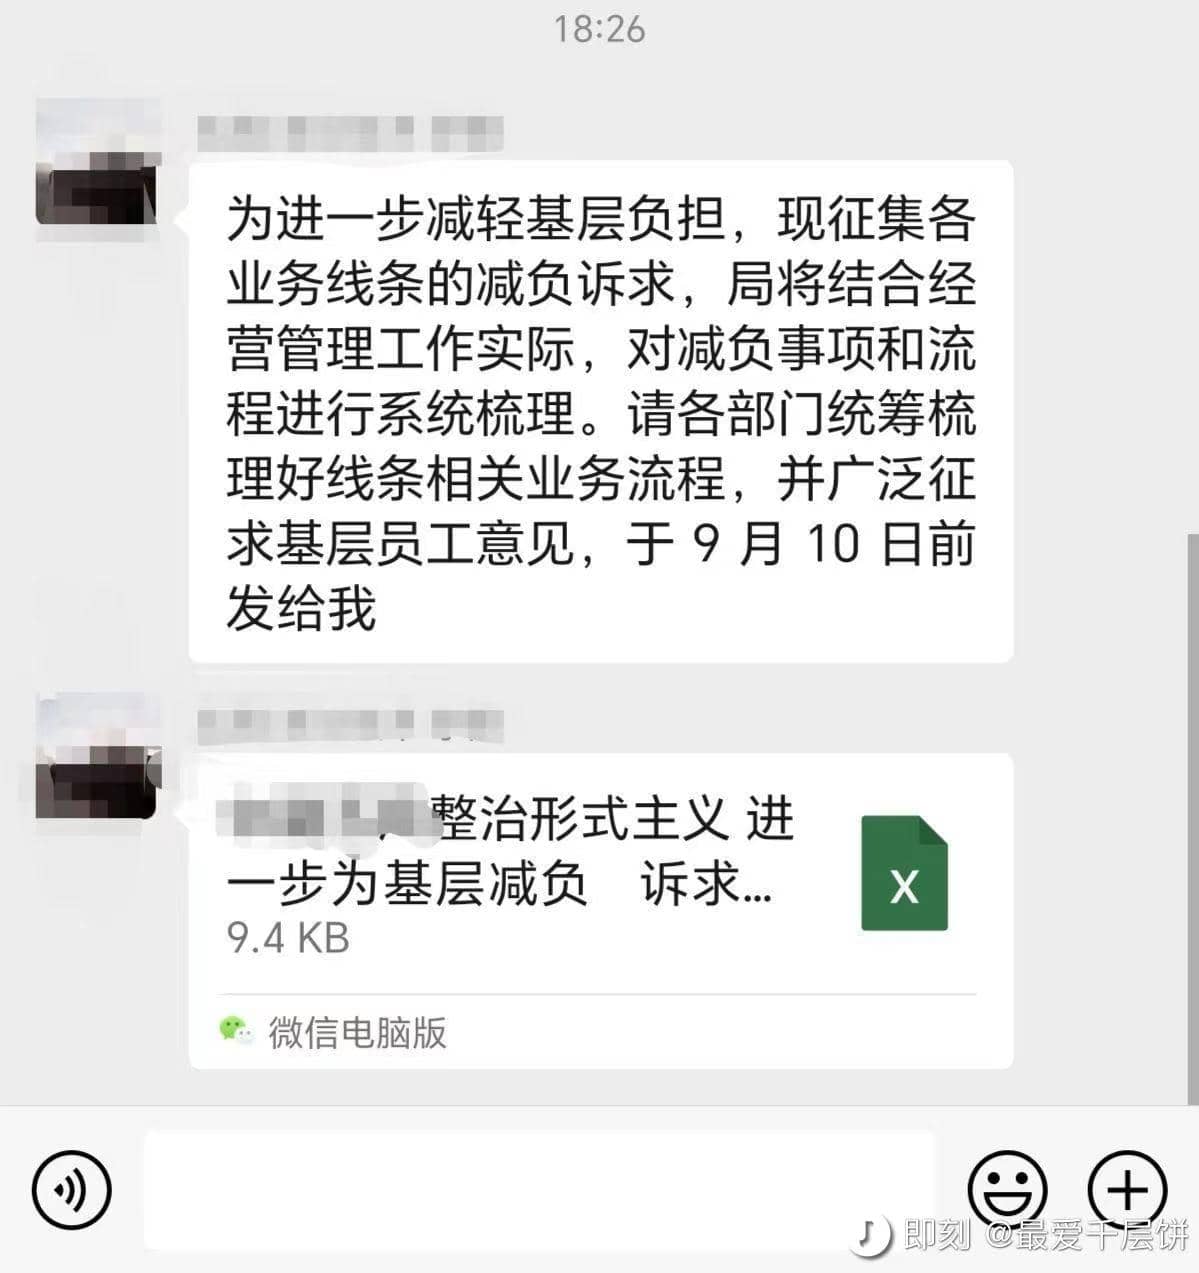 18:26
为进一步减轻基层负担，现征集各
业务线条的减负诉求，局将结合经
营管理工作实际，对减负事项和流
程进行系统梳理。请各部门统筹梳
理好线条相关业务流程，并广泛征
求基层员工意见，于 9 月 10 日前
发给我
整治形式主义 进
一步为基层减负 诉求...
X
9.4 KB
微信电脑版
即刻 @最爱千层饼